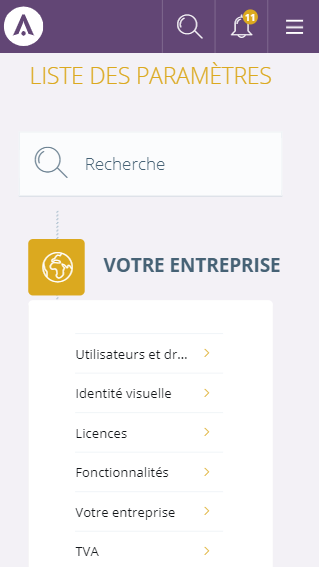 11
LISTE DES PARAMÈTRES
Recherche
VOTRE ENTREPRISE
Utilisateurs et dr...
Identité visuelle
Licences
Fonctionnalités
Votre entreprise
TVA